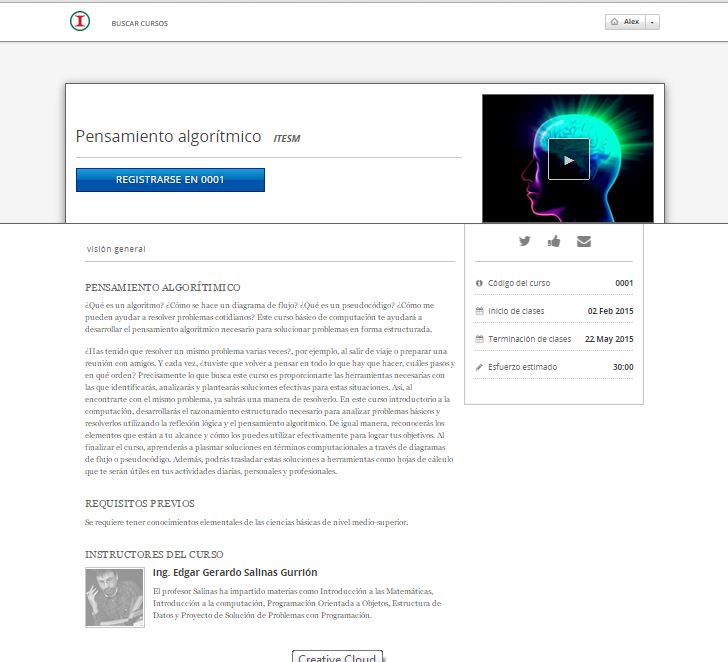 I
BUSCAR CURSOS
Alex
Pensamiento algorítmico ITESM
REGISTRARSE EN 0001
visión general
PENSAMIENTO ALGORÍTIMICO
¿Qué es un algoritmo? ¿Cómo se hace un diagrama de flujo? ¿Qué es un pseudocódigo? ¿Cómo me
pueden ayudar a resolver problemas cotidianos? Este curso básico de computación te ayudará a
desarrollar el pensamiento algorítmico necesario para solucionar problemas en forma estructurada.
¿Has tenido que resolver un mismo problema varias veces?, por ejemplo, al salir de viaje o preparar una
reunión con amigos. Y cada vez, ¿tuviste que volver a pensar en todo lo que hay que hacer, cuáles pasos y
en qué orden? Precisamente lo que busca este curso es proporcionarte las herramientas necesarias con
las que identificarás, analizarás y plantearás soluciones efectivas para estas situaciones. Así, al
encontrarte con el mismo problema, ya sabrás una manera de resolverlo. En este curso introductorio a la
computación, desarrollarás el razonamiento estructurado necesario para analizar problemas básicos y
resolverlos utilizando la reflexión lógica y el pensamiento algorítmico. De igual manera, reconocerás los
elementos que están a tu alcance y cómo los puedes utilizar efectivamente para lograr tus objetivos. Al
finalizar el curso, aprenderás a plasmar soluciones en términos computacionales a través de diagramas
de flujo o pseudocódigo. Además, podrás trasladar estas soluciones a herramientas como hojas de cálculo
que te serán útiles en tus actividades diarias, personales y profesionales.
REQUISITOS PREVIOS
Se requiere tener conocimientos elementales de las ciencias básicas de nivel medio-superior.
INSTRUCTORES DEL CURSO
Ing. Edgar Gerardo Salinas Gurrión
El profesor Salinas ha impartido materias como Introducción a las Matemáticas,
Introducción a la computación, Programación Orientada a Objetos, Estructura de
Datos y Proyecto de Solución de Problemas con Programación.
Código del curso 0001
Inicio de clases 02 Feb 2015
Terminación de clases 22 May 2015
Esfuerzo estimado 30:00
Creative Cloud